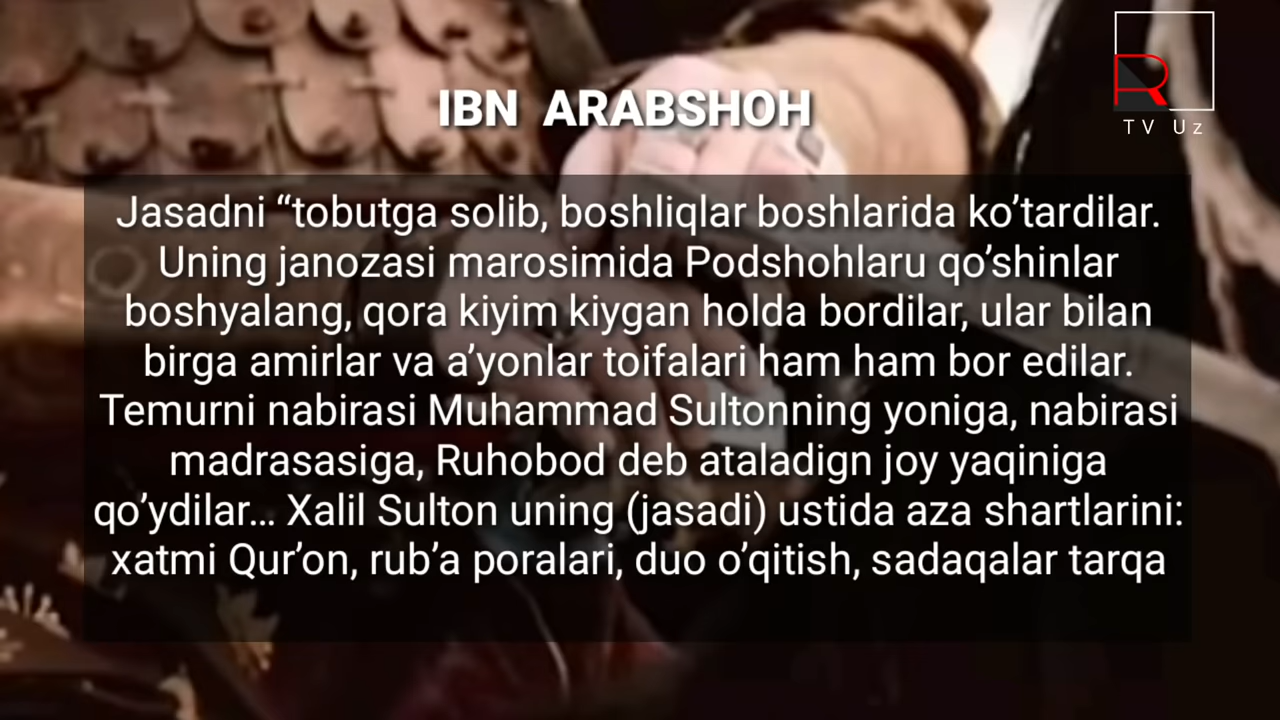 R
TV Uz
IBN ARABSHOH
Jasadni “tobutga solib, boshliqlar boshlarida ko’tardilar.
Uning janozasi marosimida Podshohlaru qo’shinlar
boshyalang, qora kiyim kiygan holda bordilar, ular bilan
birga amirlar va a’yonlar toifalari ham ham bor edilar.
Temurni nabirasi Muhammad Sultonning yoniga, nabirasi
madrasasiga, Ruhobod deb ataladign joy yaqiniga
qo’ydilar... Xalil Sulton uning (jasadi) ustida aza shartlarini:
xatmi Qur’on, rub’a poralari, duo o’qitish, sadaqalar tarqa